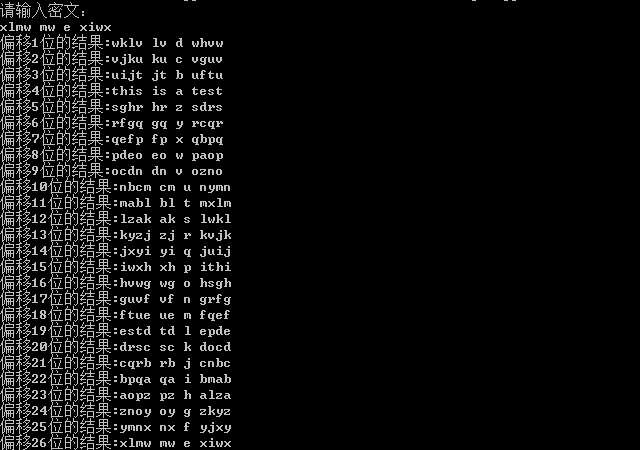 请输入密文:
xlmw mw e xiwx
偏移1位的结果:wklv lv d whvw
偏移2位的结果:vjku ku c vguv
偏移3位的结果:uijt jt b uftu
偏移4位的结果:this is a test
偏移5位的结果:sghr hr z sdrs
偏移6位的结果:rfgq gq y rcqr
偏移7位的结果:qefp fp x qbpq
偏移8位的结果:pdeo eo w paop
偏移9位的结果:ocdn dn v ozno
偏移10位的结果:nbcm cm u nymn
偏移11位的结果:mabl bl t mxlm
偏移12位的结果:lzak ak s lwkl
偏移13位的结果:kyzj zj r kvjk
偏移14位的结果:jxyi yi q juij
偏移15位的结果:iwxh xh p ithi
偏移16位的结果:hvwg wg o hsgh
偏移17位的结果:guvf vf n grfg
偏移18位的结果:ftue ue m fqef
偏移19位的结果:estd td l epde
偏移20位的结果:drsc sc k docd
偏移21位的结果:cqrb rb j cnbc
偏移22位的结果:bpqa qa i bmab
偏移23位的结果:aopz pz h alza
偏移24位的结果:znoy oy g zkyz
偏移25位的结果:ymnx nx f yjxy
偏移26位的结果:xlmw mw e xiwx